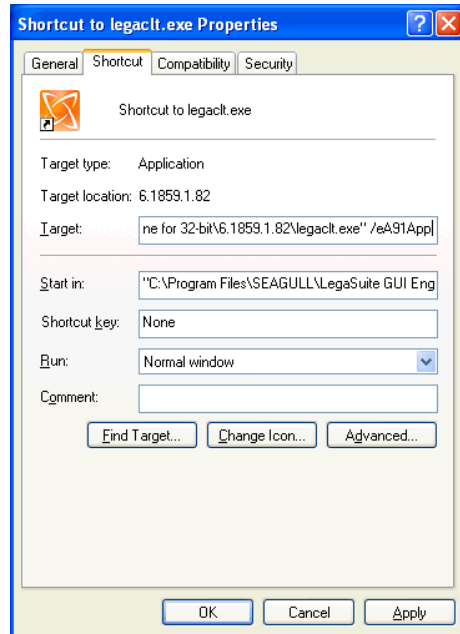 Shortcut to legaclt.exe Properties
General Shortcut Compatibility Security
Shortcut to legaclt.exe
Target type: Application
Target location: 6.1859.1.82
Target: ne for 32-bit\6.1859.1.82\legaclt.exe" /eA91App
Start in: "C:\Program Files\SEAGULL\LegaSuite GUI Eng
Shortcut key: None
Run: Normal window
Comment:
Find Target... Change Icon... Advanced...
OK Cancel Apply